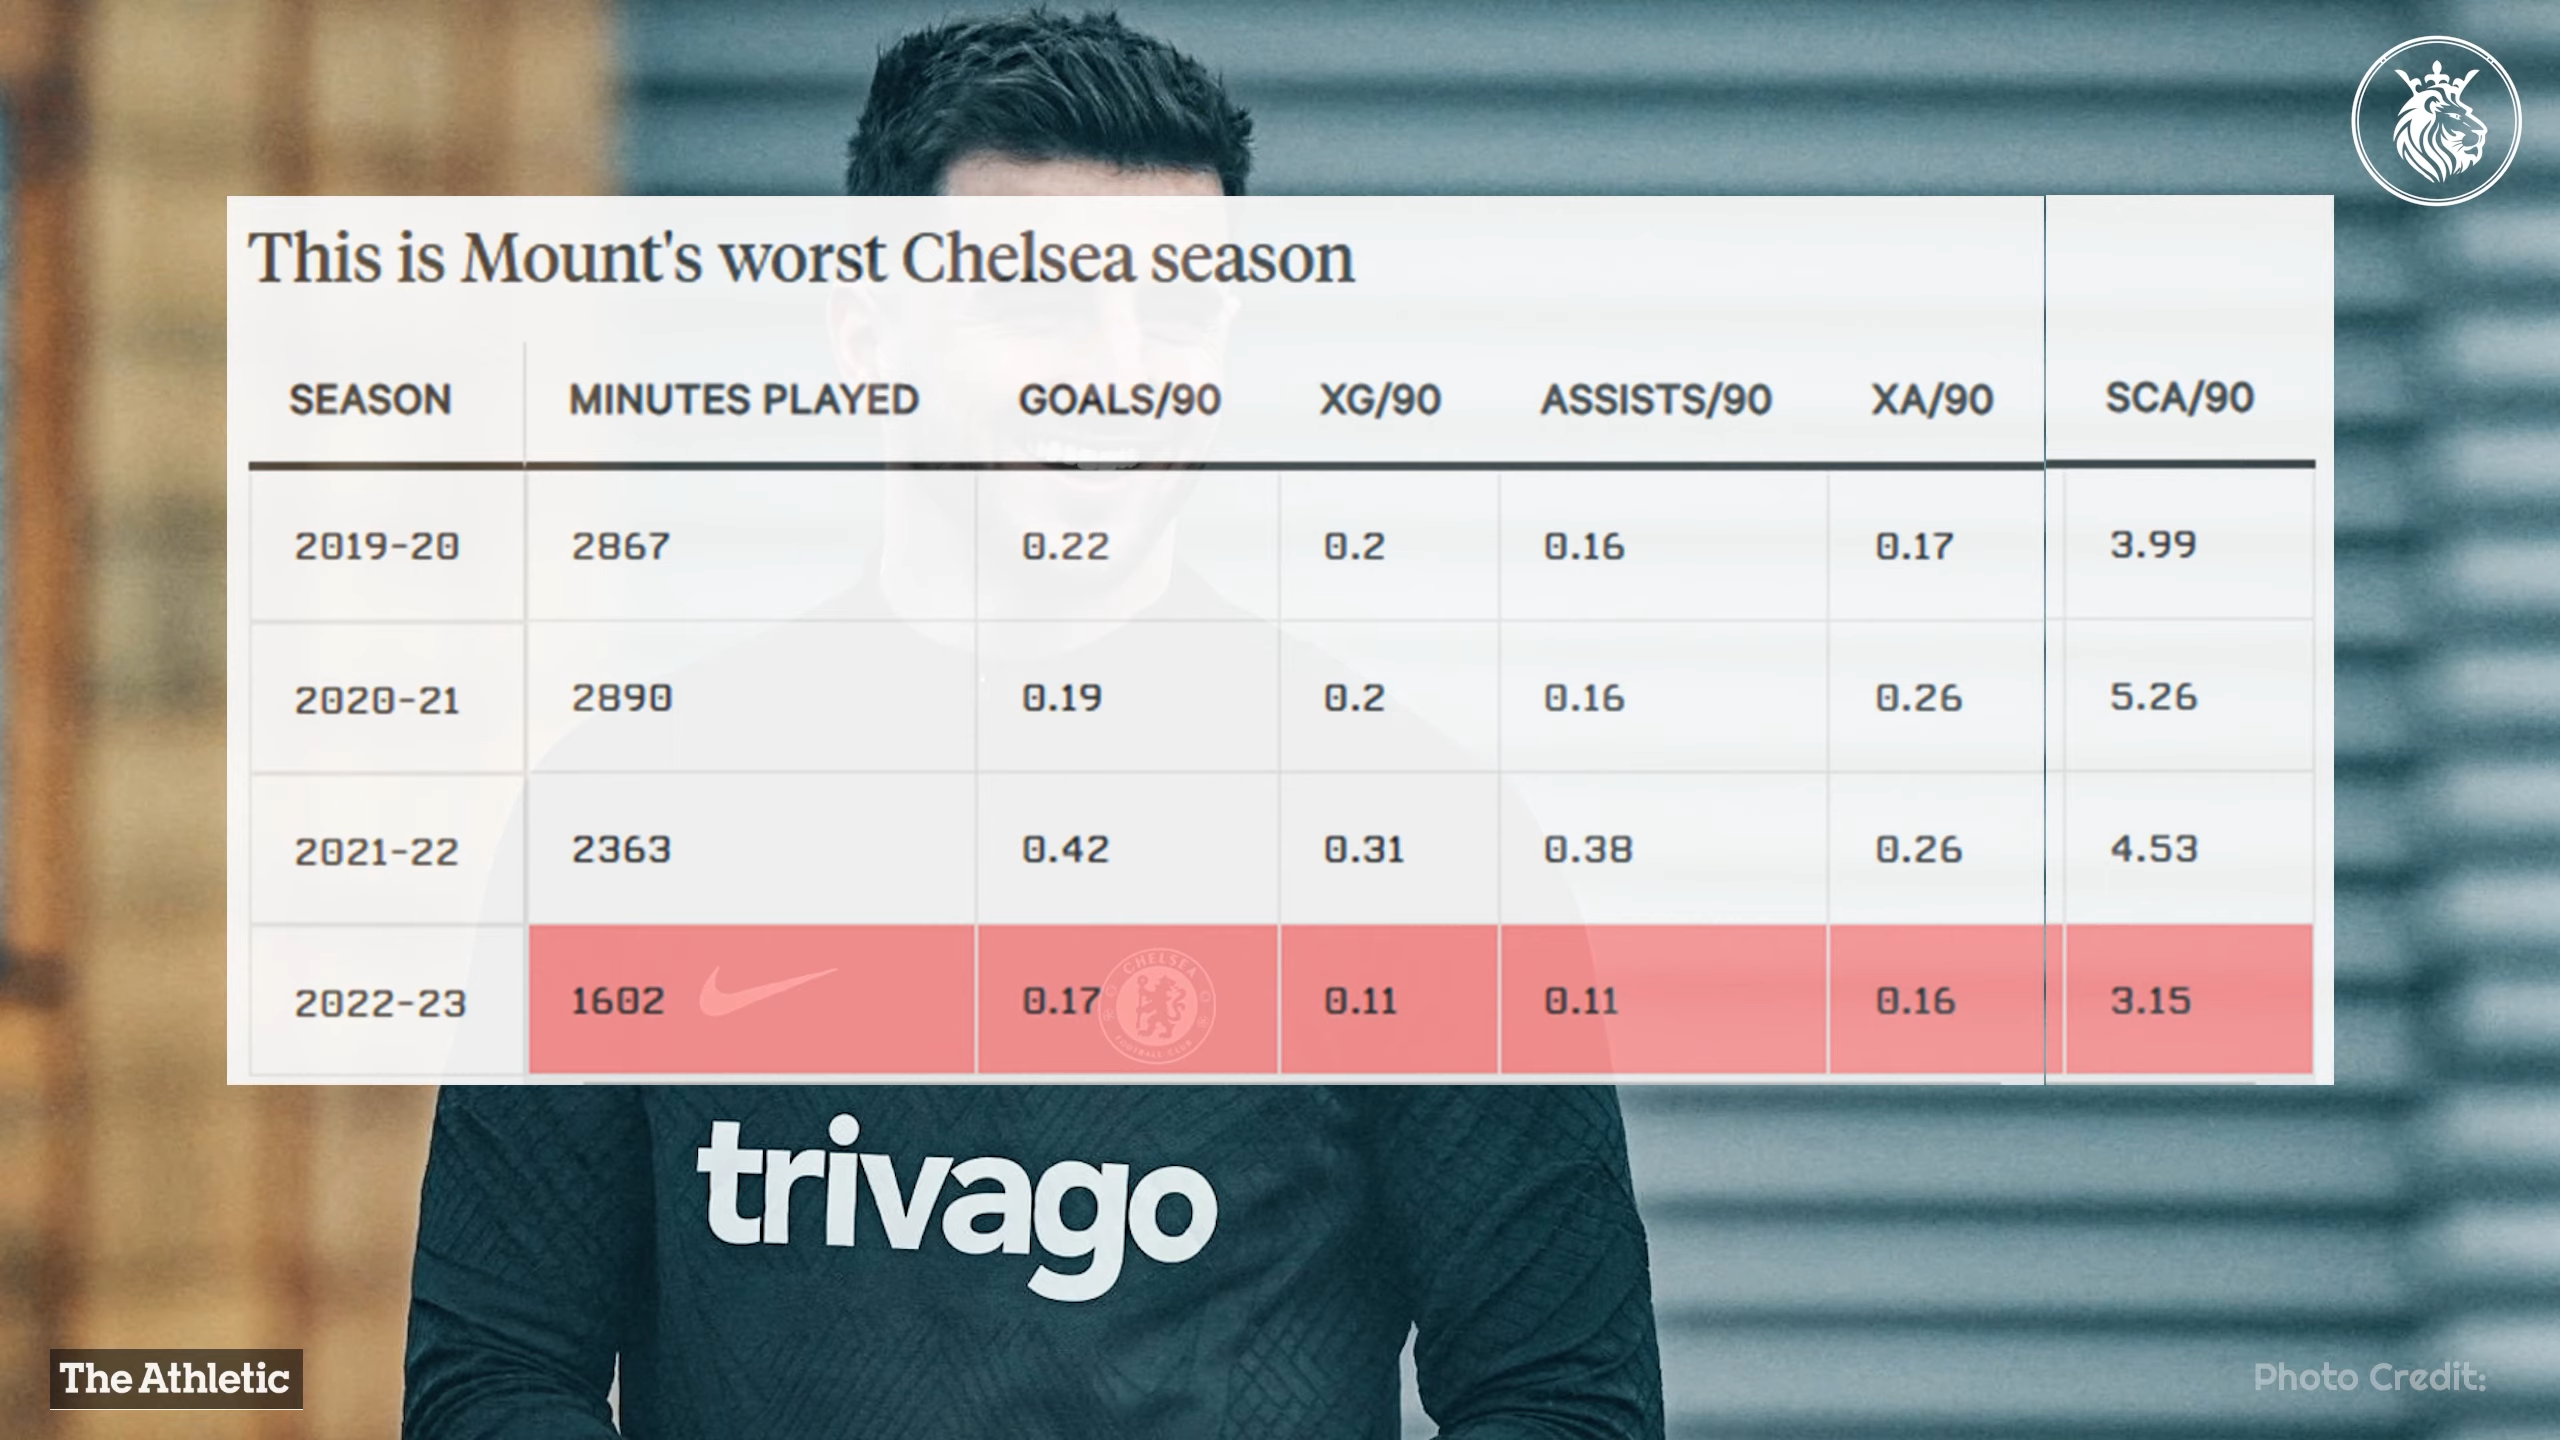 This is Mount's worst Chelsea season
SEASON MINUTES PLAYED GOALS/90 XG/90 ASSISTS/90 XA/90 SCA/90
2019-20 2867 0.22 0.2 0.16 0.17 3.99
2020-21 2890 0.19 0.2 0.16 0.26 5.26
2021-22 2363 0.42 0.31 0.38 0.26 4.53
2022-23 1602 0.17 0.11 0.11 0.16 3.15
CHELSEA
FOOTBALL CLUB
trivago
The Athletic
Photo Credit: